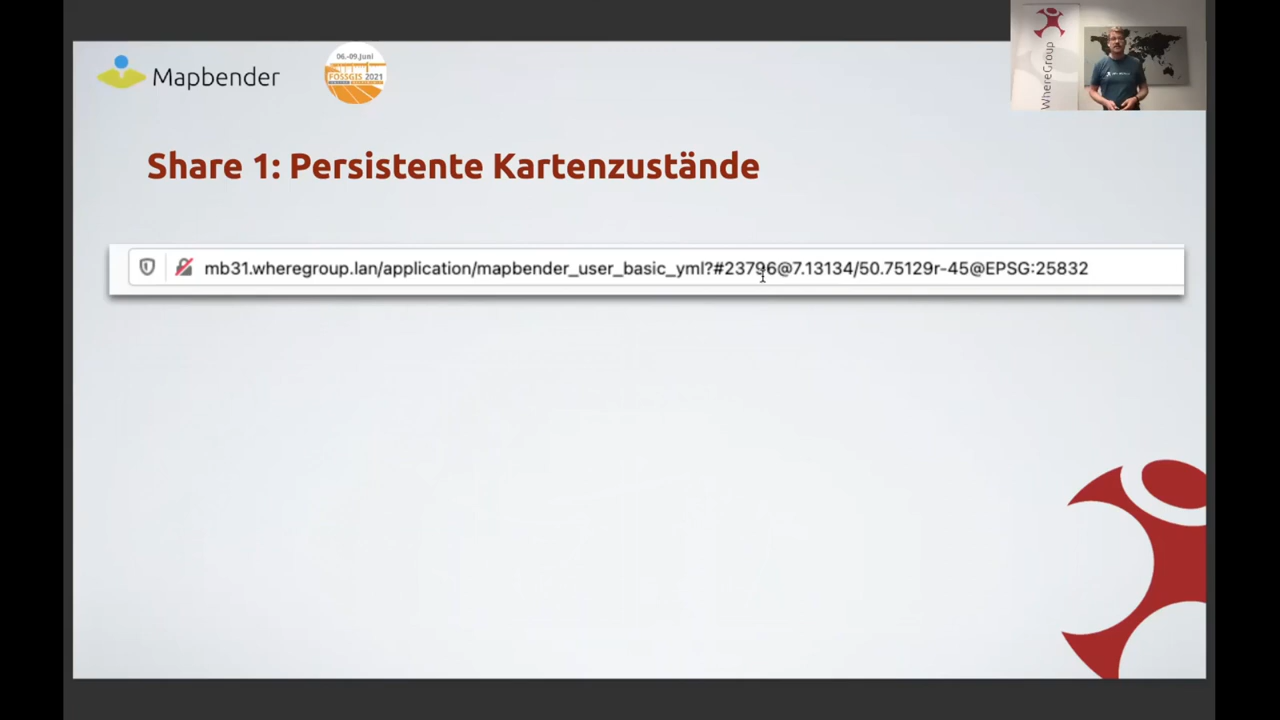 Mapbender
06.-09.Juni
FOSSGIS 2021
WhereGroup
Share 1: Persistente Kartenzustände
mb31.wheregroup.lan/application/mapbender_user_basic_yml?#23796@7.13134/50.75129r-45@EPSG:25832